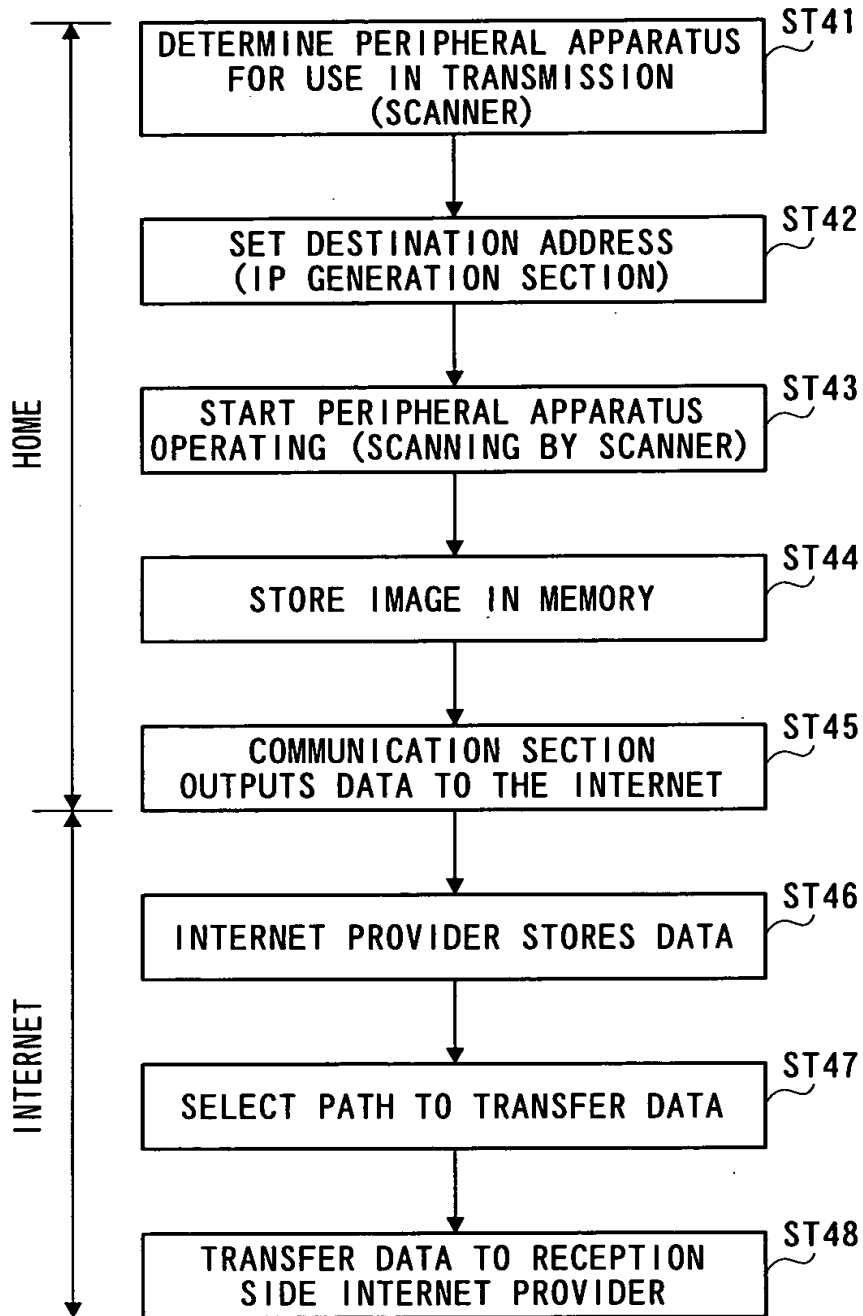 ST41
DETERMINE PERIPHERAL APPARATUS
FOR USE IN TRANSMISSION
(SCANNER)
ST42
SET DESTINATION ADDRESS
(IP GENERATION SECTION)
HOME
ST43
START PERIPHERAL APPARATUS
OPERATING (SCANNING BY SCANNER)
ST44
STORE IMAGE IN MEMORY
ST45
COMMUNICATION SECTION
OUTPUTS DATA TO THE INTERNET
INTERNET
ST46
INTERNET PROVIDER STORES DATA
ST47
SELECT PATH TO TRANSFER DATA
ST48
TRANSFER DATA TO RECEPTION
SIDE INTERNET PROVIDER